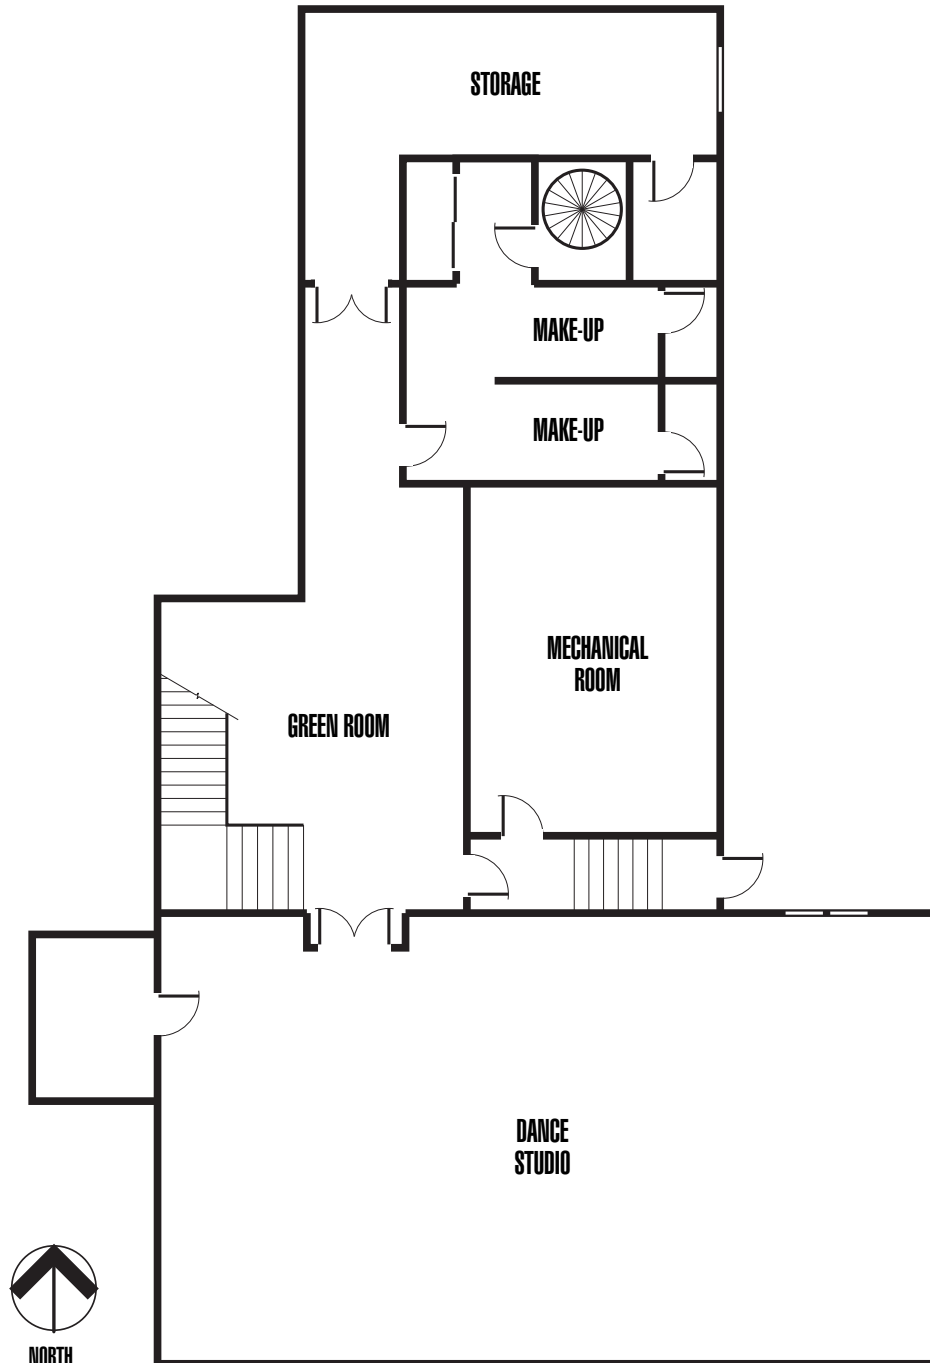 STORAGE
MAKE-UP
MAKE-UP
MECHANICAL
ROOM
GREEN ROOM
DANCE
STUDIO
NORTH